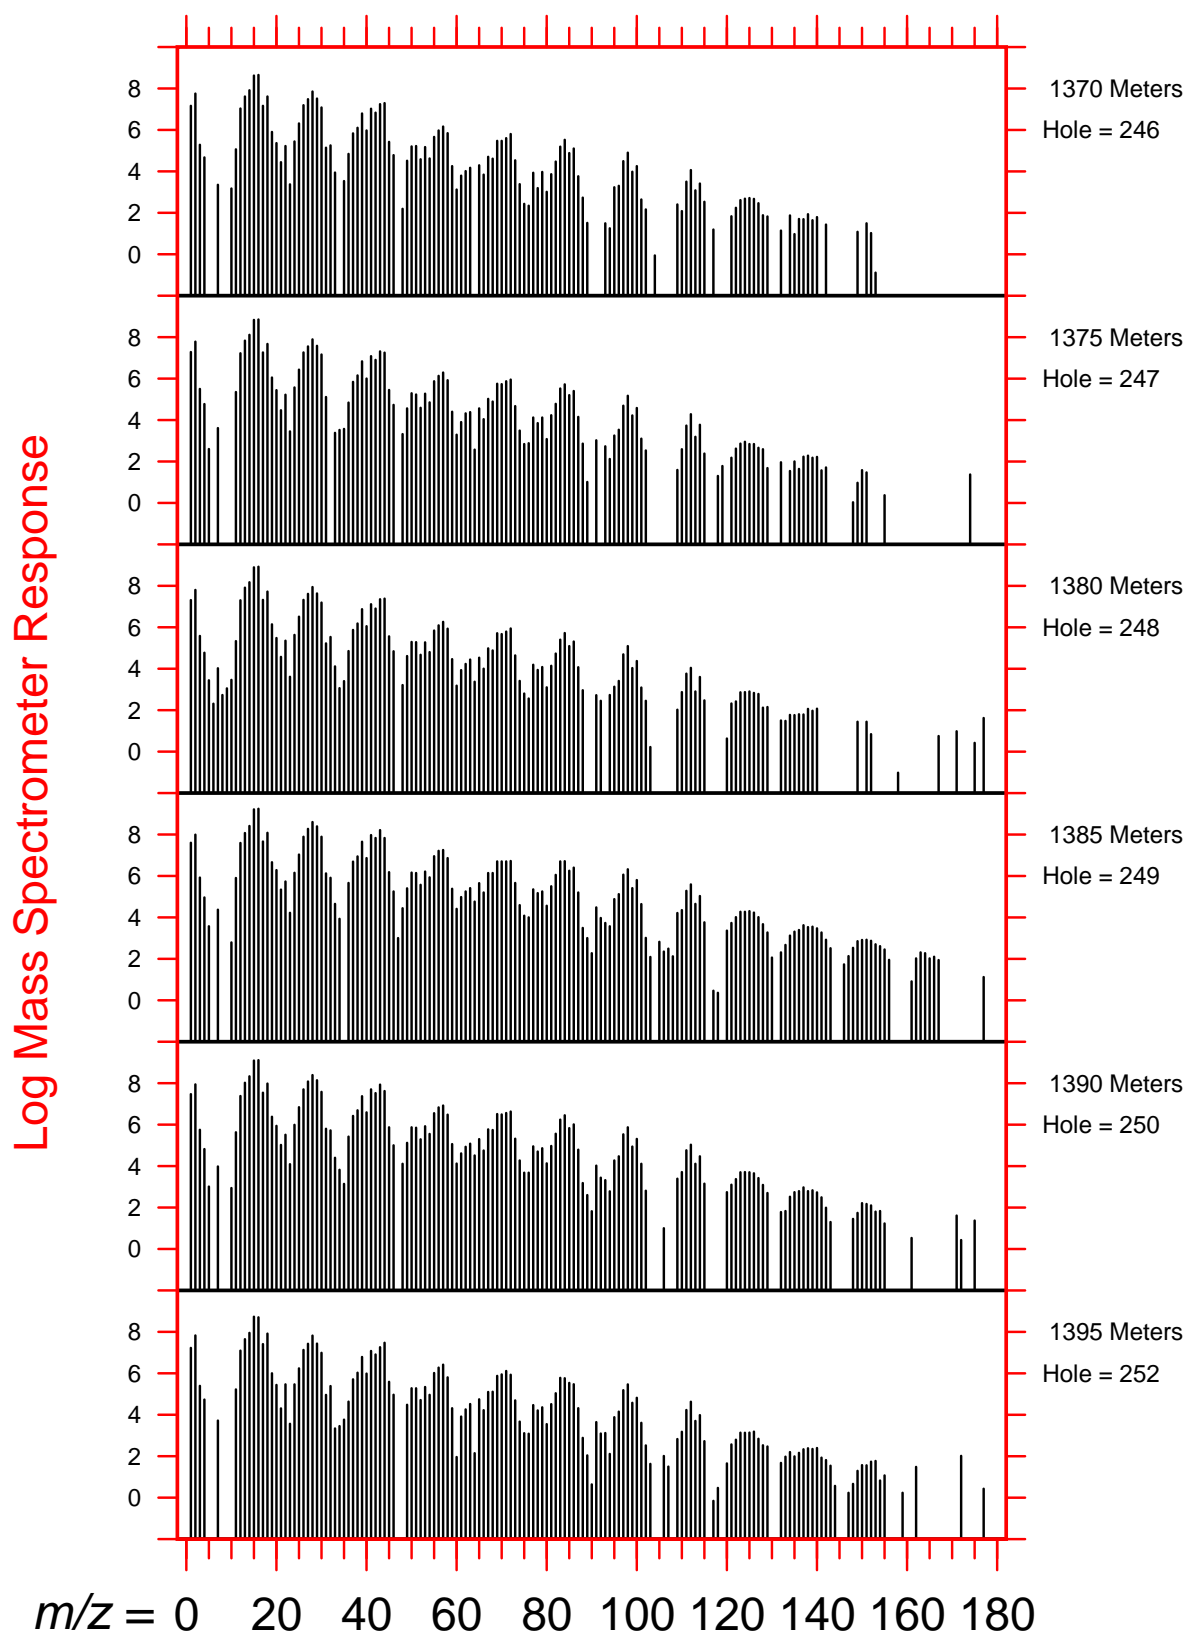 8
6
4
2
0
1370 Meters
Hole = 246
8
6
4
2
0
1375 Meters
Hole = 247
8
6
4
2
0
1380 Meters
Hole = 248
8
6
4
2
0
1385 Meters
Hole = 249
8
6
4
2
0
1390 Meters
Hole = 250
8
6
4
2
0
1395 Meters
Hole = 252
Log Mass Spectrometer Response
m/z = 0 20 40 60 80 100 120 140 160 180